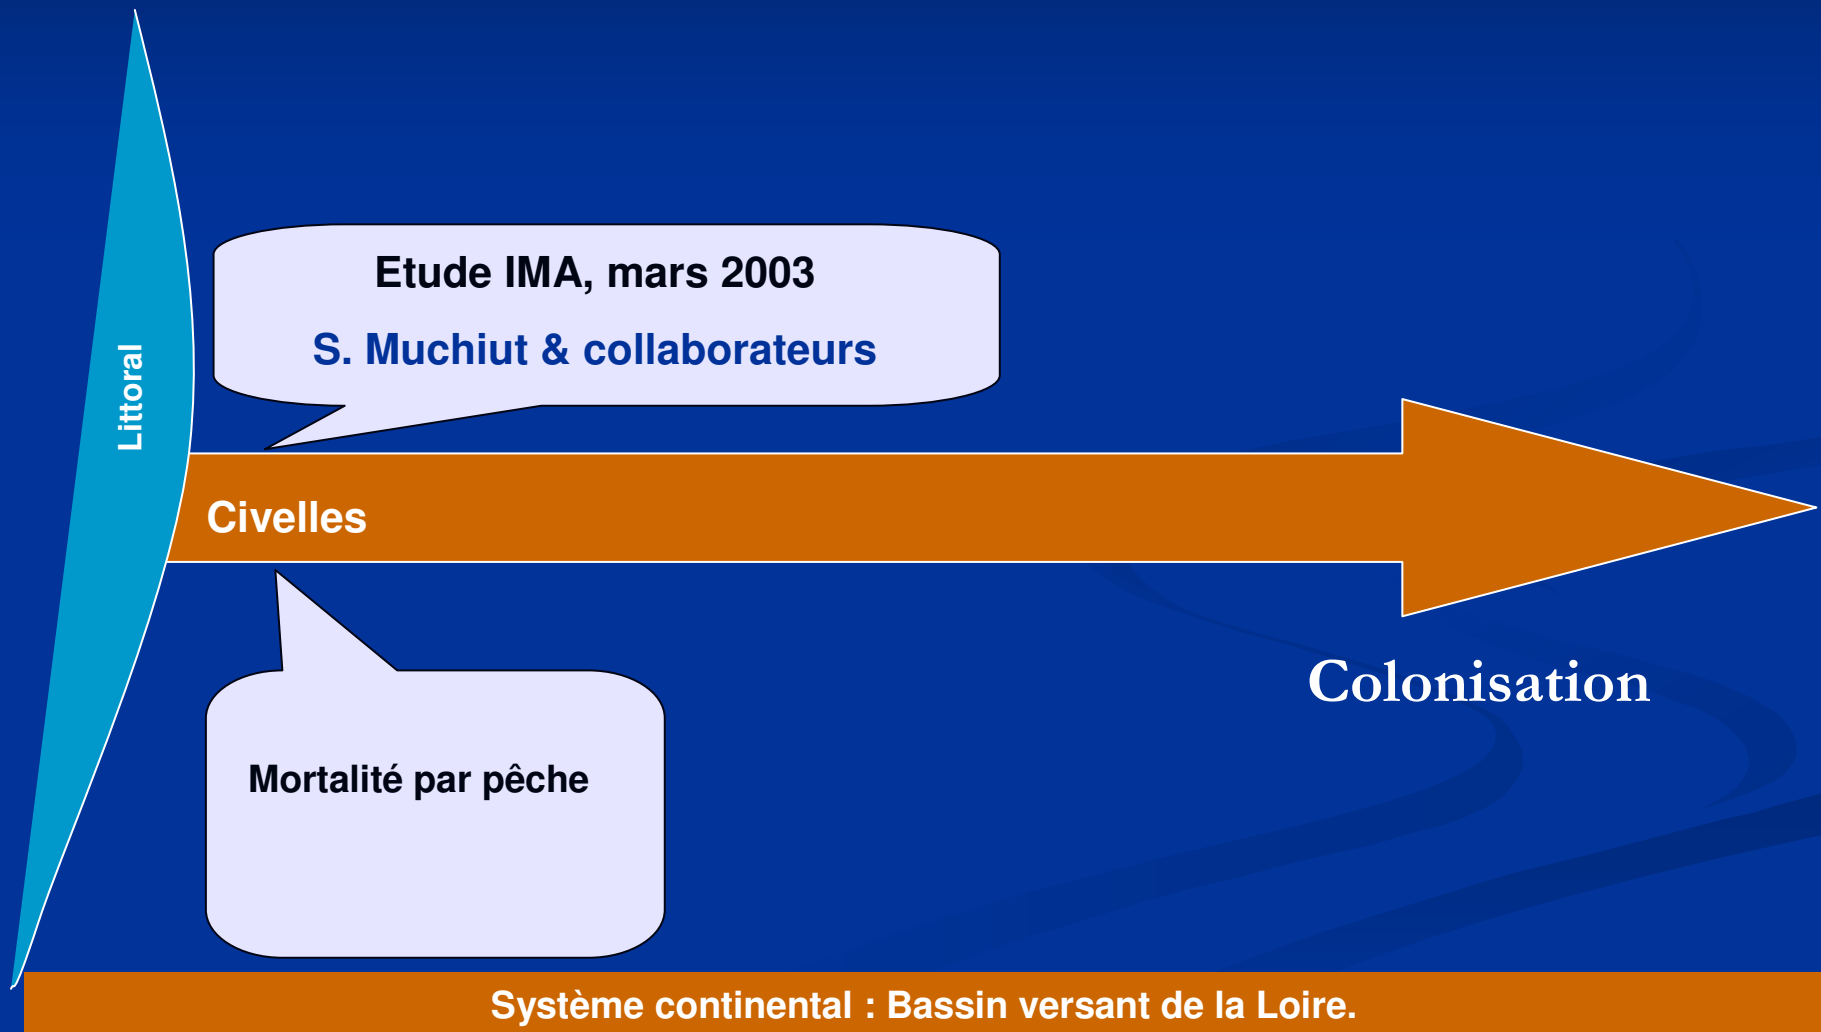 Etude IMA, mars 2003
S. Muchiut & collaborateurs
Littoral
Civelles
Colonisation
Mortalité par pêche
Système continental : Bassin versant de la Loire.